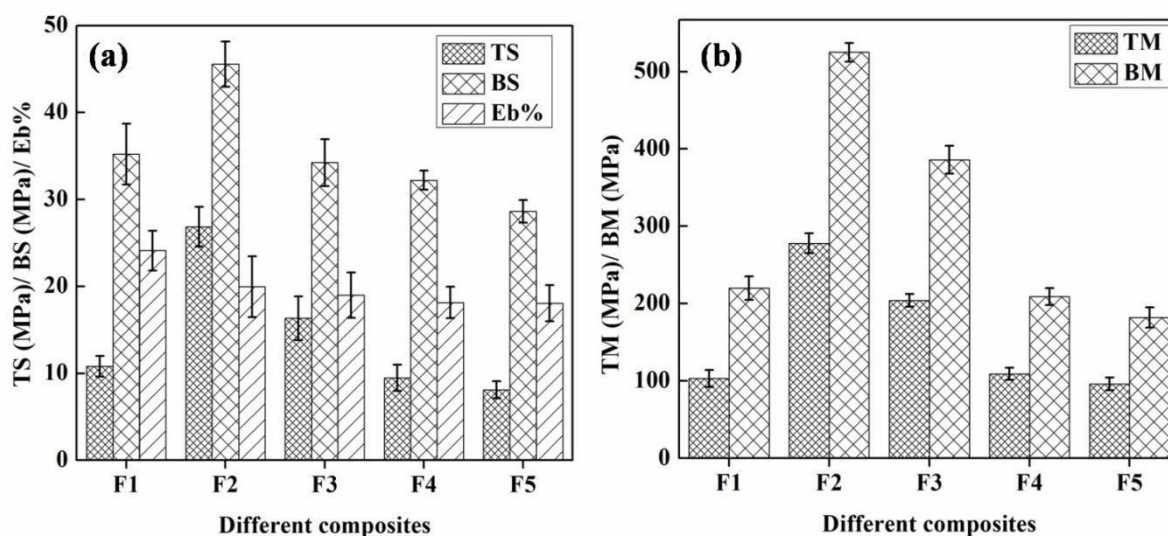 (a)
TS
BS
Eb%
TS (MPa)/ BS (MPa)/ Eb%
50
40
30
20
10
0
F1 F2 F3 F4 F5
Different composites
(b)
TM
BM
TM (MPa)/ BM (MPa)
500
400
300
200
100
0
F1 F2 F3 F4 F5
Different composites